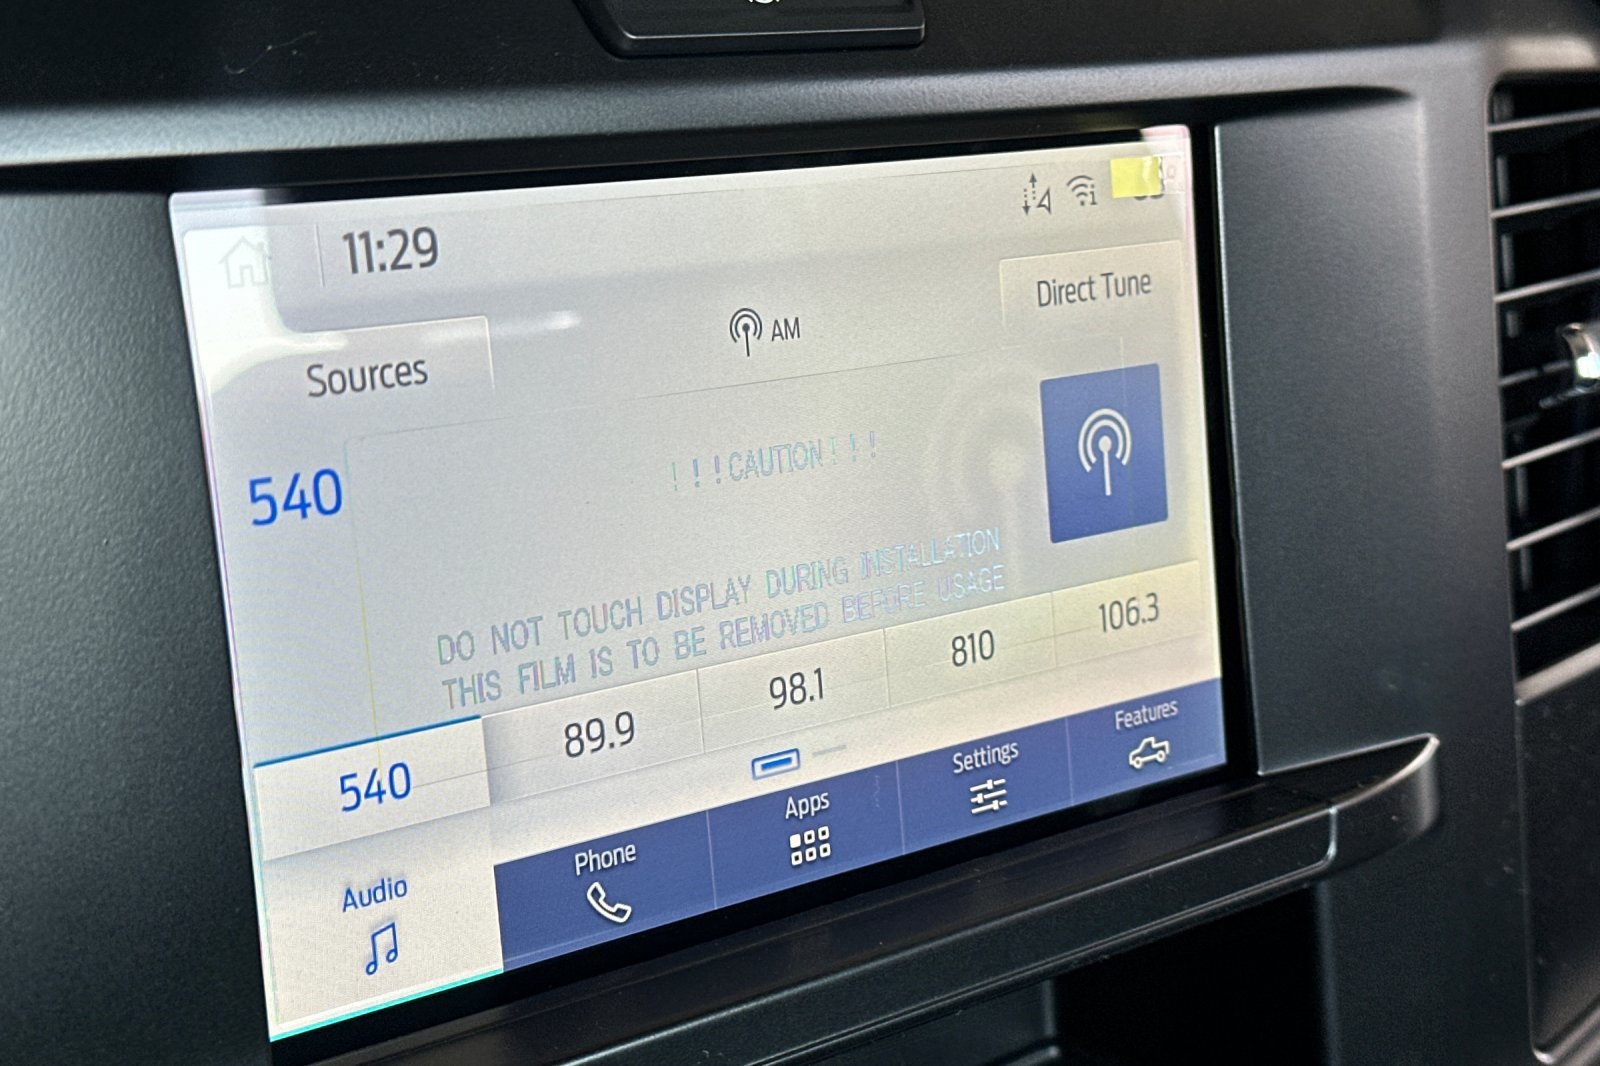 11:29
Direct Tune
AM
Sources
540
! ! ! CAUTION ! ! !
DO NOT TOUCH DISPLAY DURING INSTALLATION
THIS FILM IS TO BE REMOVED BEFORE USAGE
540
89.9
98.1
810
106.3
Audio
Phone
Apps
Settings
Features